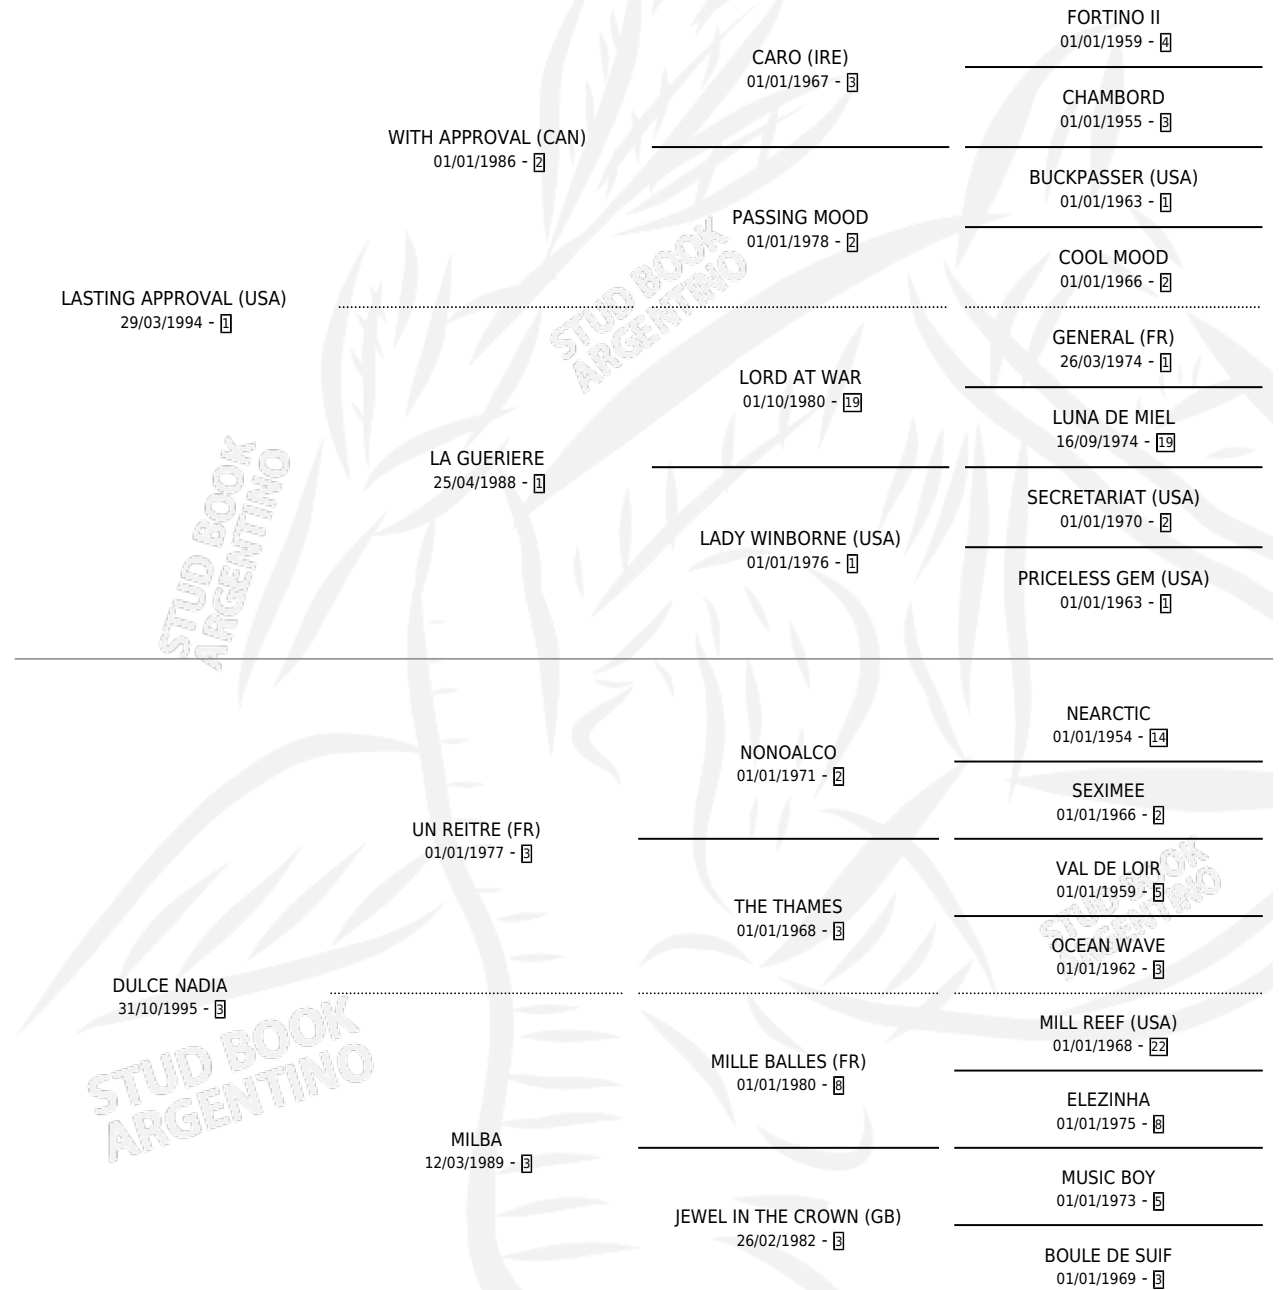 FORTINO II
01/01/1959 - 4
CARO (IRE)
01/01/1967 - 3
CHAMBORD
01/01/1955 - 3
WITH APPROVAL (CAN)
01/01/1986 - 2
BUCKPASSER (USA)
01/01/1963 - 1
PASSING MOOD
01/01/1978 - 2
COOL MOOD
01/01/1966 - 2
LASTING APPROVAL (USA)
29/03/1994 - 1
STUD BOOK
ARGENTINO
GENERAL (FR)
26/03/1974 - 1
LORD AT WAR
01/10/1980 - 19
LUNA DE MIEL
16/09/1974 - 19
LA GUERIERE
25/04/1988 - 1
SECRETARIAT (USA)
01/01/1970 - 2
LADY WINBORNE (USA)
01/01/1976 - 1
PRICELESS GEM (USA)
01/01/1963 - 1
STUD BOOK
ARGENTINO
NEARCTIC
01/01/1954 - 14
NONOALCO
01/01/1971 - 2
SEXIMEE
01/01/1966 - 2
UN REITRE (FR)
01/01/1977 - 3
VAL DE LOIR
01/01/1959 - 5
THE THAMES
01/01/1968 - 3
STUD BOOK
ARGENTINO
OCEAN WAVE
01/01/1962 - 3
DULCE NADIA
31/10/1995 - 3
STUD BOOK
ARGENTINO
MILL REEF (USA)
01/01/1968 - 22
MILLE BALLES (FR)
01/01/1980 - 8
ELEZINHA
01/01/1975 - 8
MILBA
12/03/1989 - 3
MUSIC BOY
01/01/1973 - 5
JEWEL IN THE CROWN (GB)
26/02/1982 - 3
BOULE DE SUIF
01/01/1969 - 3